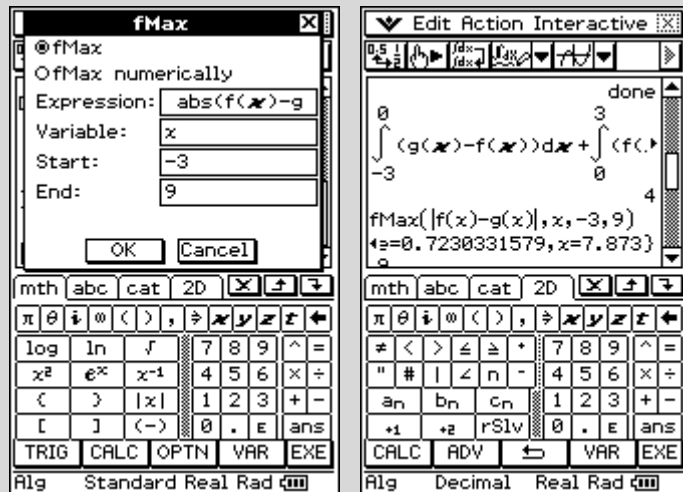 fMax
fMax
fMax numerically
Expression: abs(f(x)-g
Variable: x
Start: -3
End: 9
OK Cancel
mth abc cat 2D
π θ i ∞ ( ) , ⇒ x y z t ←
log ln √ 7 8 9 ^ =
x² eˣ x⁻¹ 4 5 6 × ÷
( ) |x| 1 2 3 + -
[ ] (-) 0 . E ans
TRIG CALC OPTN VAR EXE
Alg Standard Real Rad
Edit Action Interactive
done
0 3
∫ (g(x)-f(x))dx + ∫ (f(.
-3 0
4
fMax(|f(x)-g(x)|,x,-3,9)
=0.7230331579,x=7.873}
mth abc cat 2D
π θ i ∞ ( ) , ⇒ x y z t ←
≠ < > ≤ ≥ 7 8 9 ^ =
" # | ∠ 4 5 6 × ÷
an bn cn 1 2 3 + -
+1 +2 rSlv 0 . E ans
CALC ADV VAR EXE
Alg Decimal Real Rad